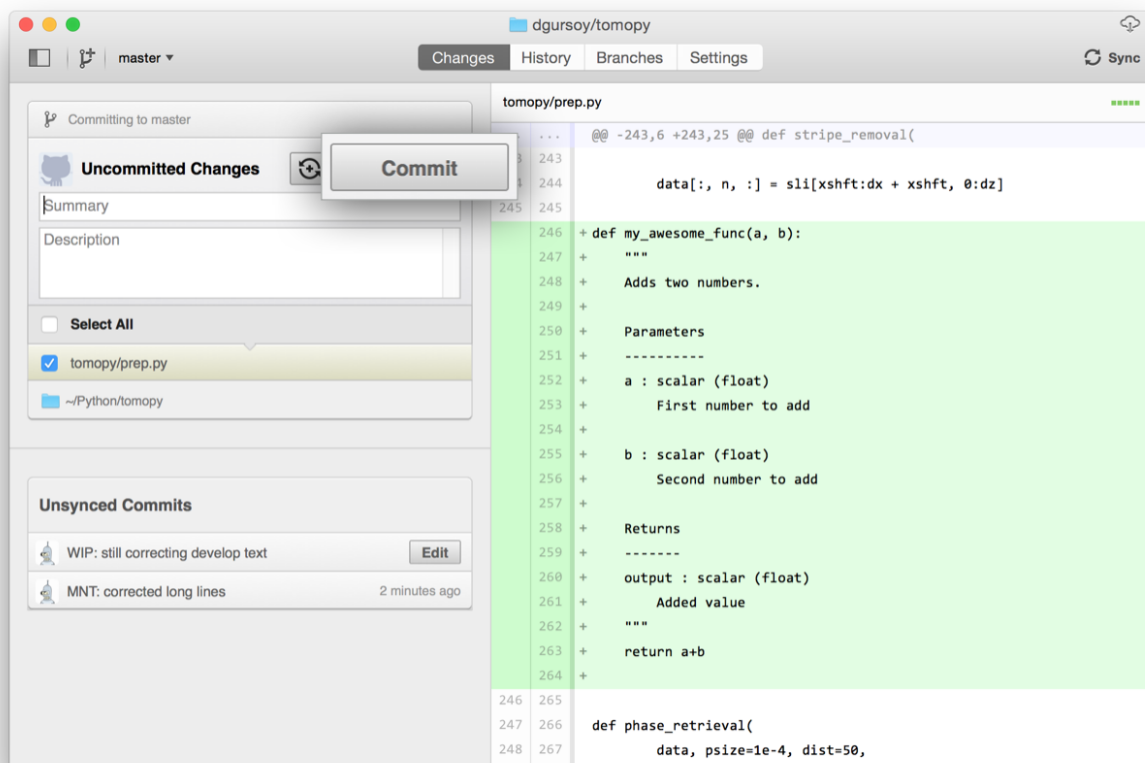 dgursoy/tomopy
master
Changes
History
Branches
Settings
Sync
Committing to master
Uncommitted Changes
Commit
Summary
Description
Select All
tomopy/prep.py
~/Python/tomopy
Unsynced Commits
WIP: still correcting develop text
Edit
MNT: corrected long lines
2 minutes ago
tomopy/prep.py
... @@ -243,6 +243,25 @@ def stripe_removal(
3 243
244 data[:, n, :] = sli[xshft:dx + xshft, 0:dz]
245 245
246 + def my_awesome_func(a, b):
247 + """
248 + Adds two numbers.
249 +
250 + Parameters
251 + ----------
252 + a : scalar (float)
253 + First number to add
254 +
255 + b : scalar (float)
256 + Second number to add
257 +
258 + Returns
259 + -------
260 + output : scalar (float)
261 + Added value
262 + """
263 + return a+b
264 +
246 265
247 266 def phase_retrieval(
248 267 data, psize=1e-4, dist=50,